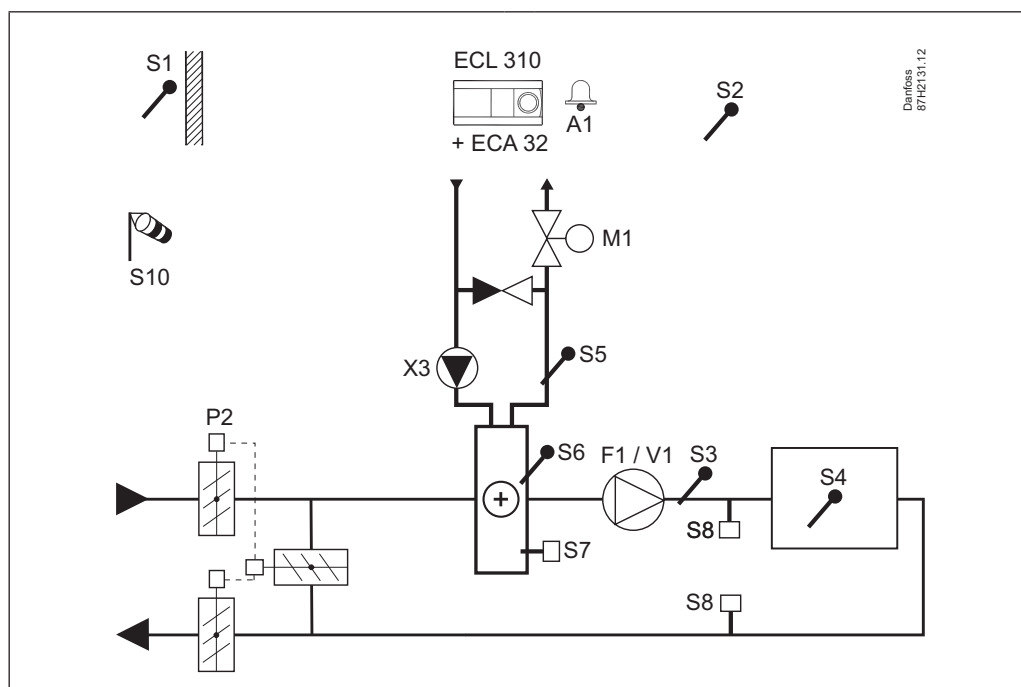 S1
ECL 310
A1
+ ECA 32
S2
Danfoss
87H2131.12
S10
M1
X3
S5
P2
S6
F1 / V1
S3
S4
S8
S7
S8